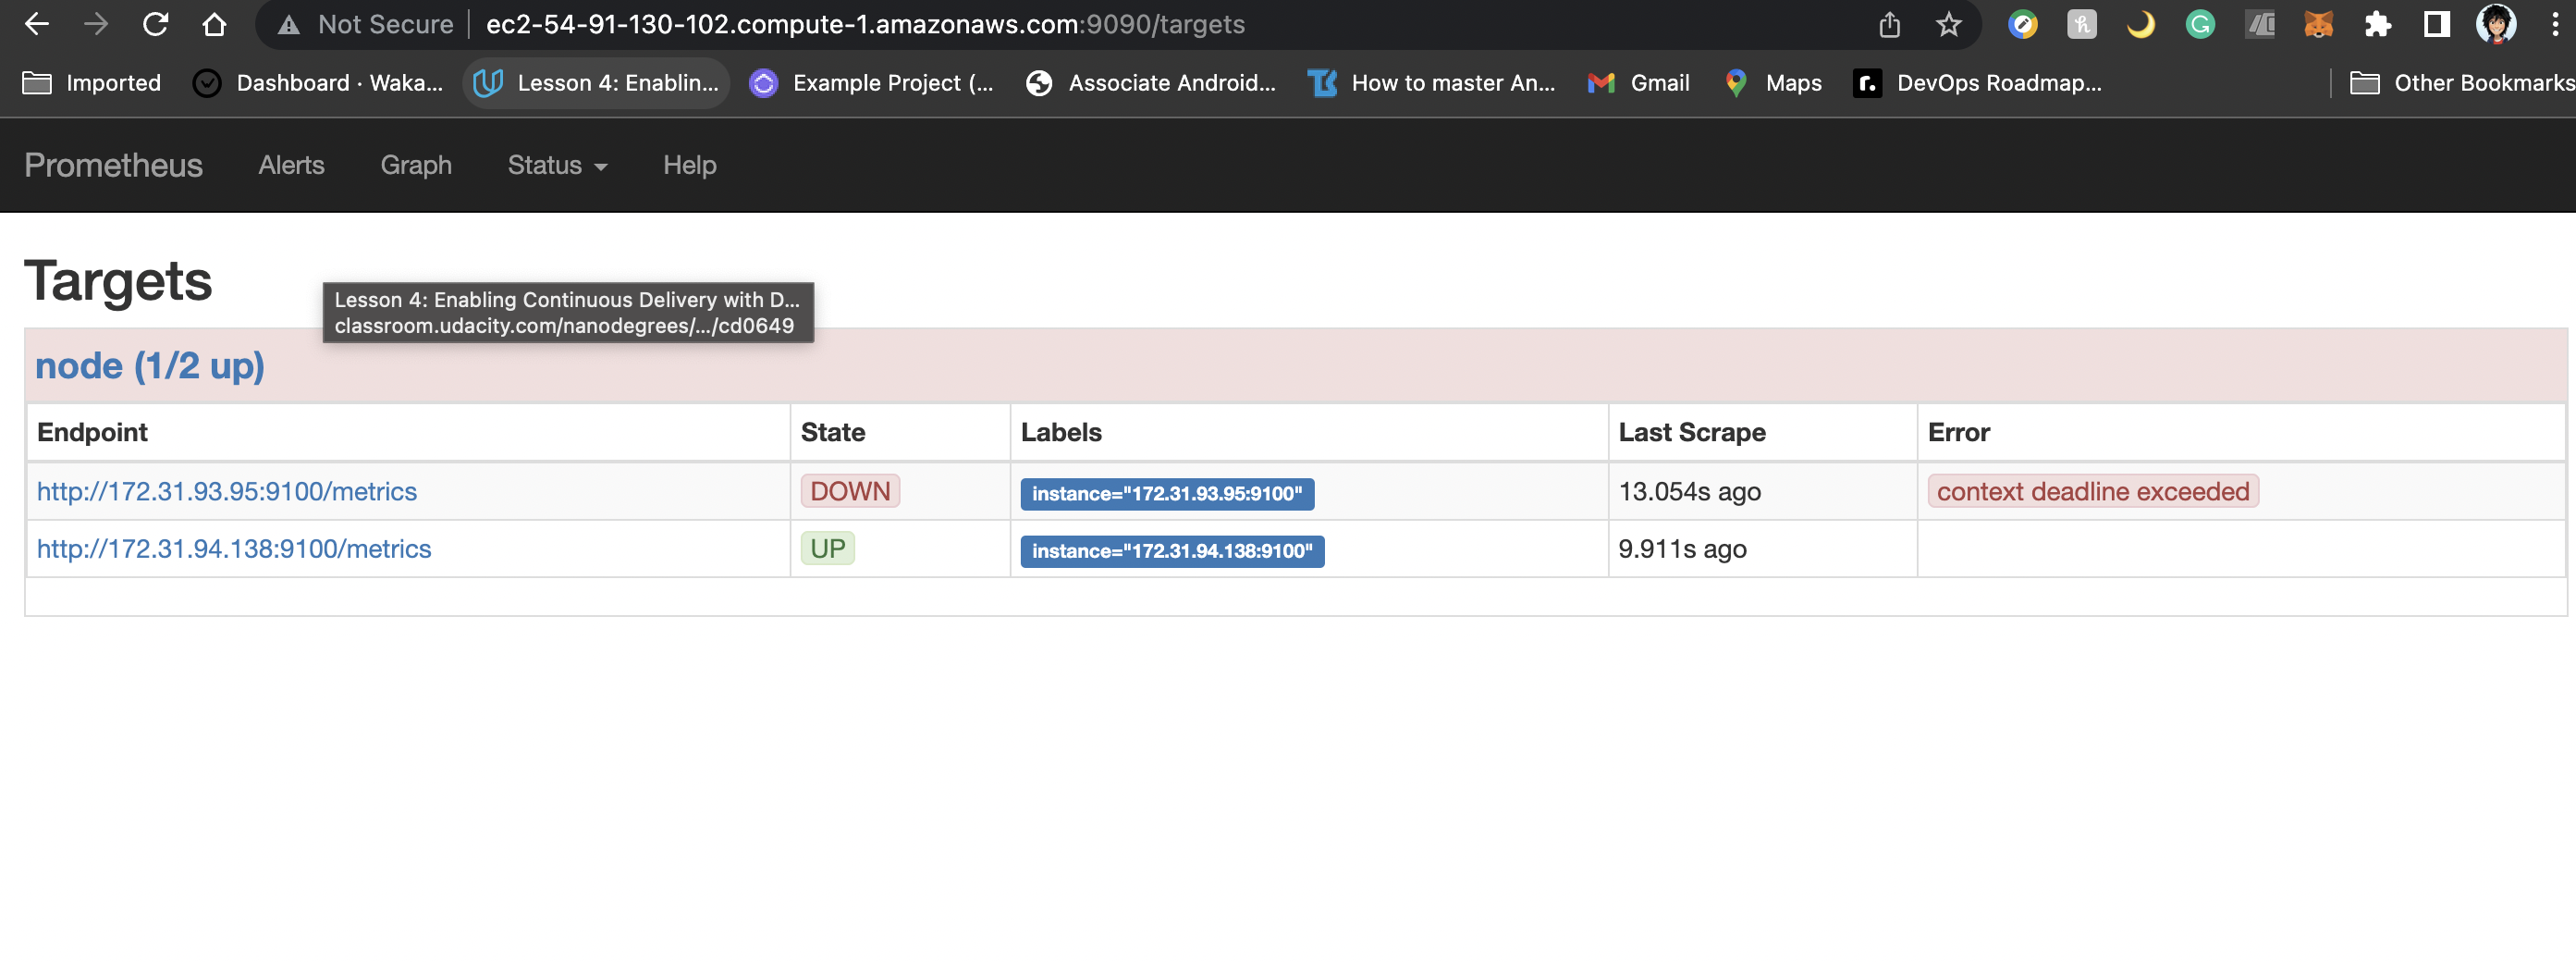 Not Secure ec2-54-91-130-102.compute-1.amazonaws.com:9090/targets
Imported Dashboard · Waka... Lesson 4: Enablin... Example Project (... Associate Android... How to master An... Gmail Maps DevOps Roadmap... Other Bookmarks
Prometheus Alerts Graph Status Help
Targets
Lesson 4: Enabling Continuous Delivery with D...
classroom.udacity.com/nanodegrees/.../cd0649
node (1/2 up)
Endpoint State Labels Last Scrape Error
http://172.31.93.95:9100/metrics DOWN instance="172.31.93.95:9100" 13.054s ago context deadline exceeded
http://172.31.94.138:9100/metrics UP instance="172.31.94.138:9100" 9.911s ago